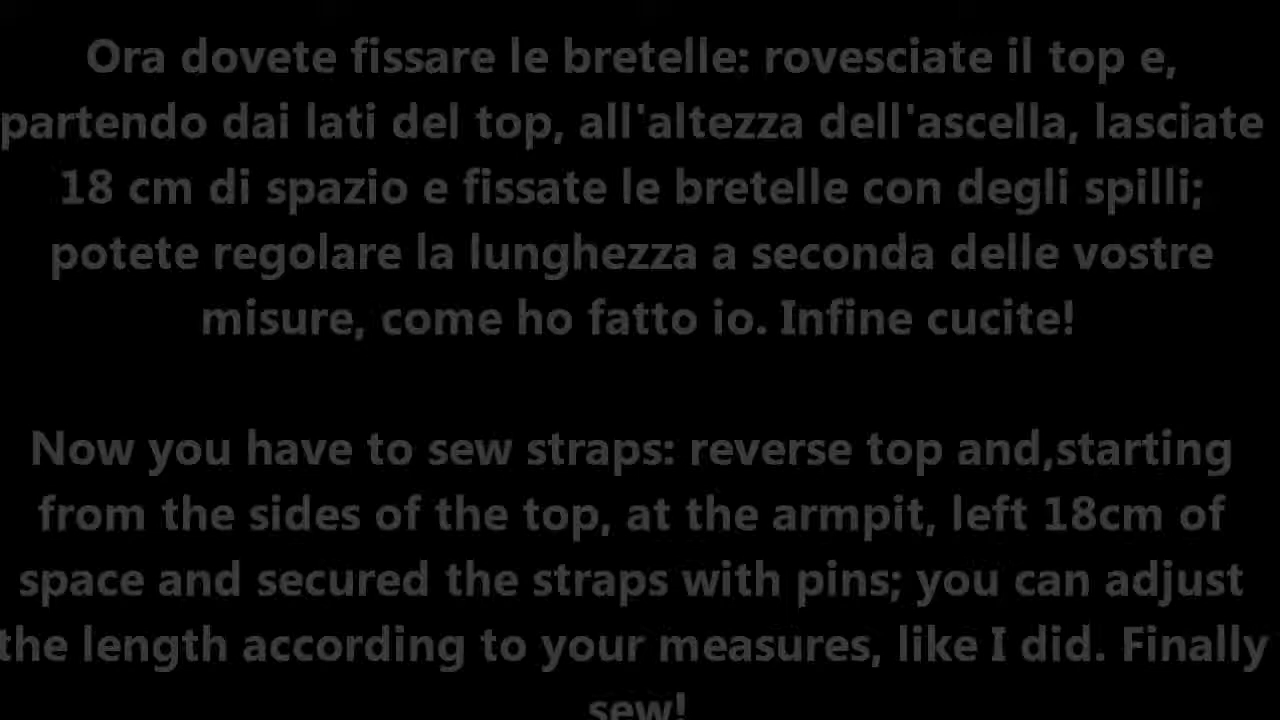 Ora dovete fissare le bretelle: rovesciate il top e,
partendo dai lati del top, all'altezza dell'ascella, lasciate
18 cm di spazio e fissate le bretelle con degli spilli;
potete regolare la lunghezza a seconda delle vostre
misure, come ho fatto io. Infine cucite!
Now you have to sew straps: reverse top and,starting
from the sides of the top, at the armpit, left 18cm of
space and secured the straps with pins; you can adjust
the length according to your measures, like I did. Finally
sew!